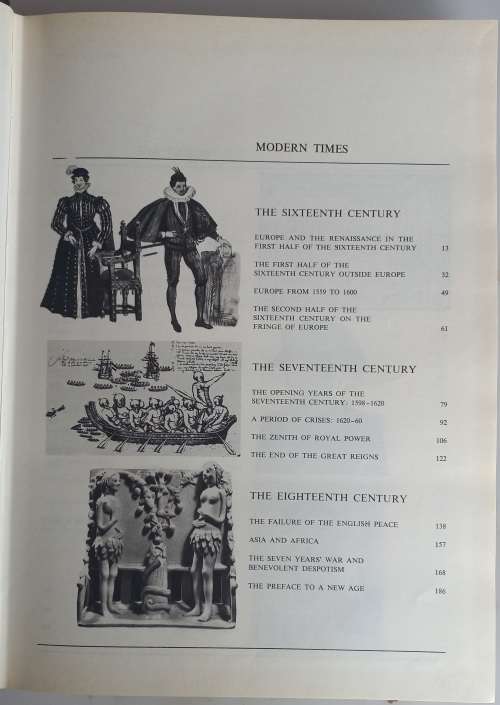 MODERN TIMES
THE SIXTEENTH CENTURY
EUROPE AND THE RENAISSANCE IN THE
FIRST HALF OF THE SIXTEENTH CENTURY 13
THE FIRST HALF OF THE
SIXTEENTH CENTURY OUTSIDE EUROPE 32
EUROPE FROM 1559 TO 1600 49
THE SECOND HALF OF THE
SIXTEENTH CENTURY ON THE
FRINGE OF EUROPE 61
THE SEVENTEENTH CENTURY
THE OPENING YEARS OF THE
SEVENTEENTH CENTURY: 1598-1620 79
A PERIOD OF CRISES: 1620-60 92
THE ZENITH OF ROYAL POWER 106
THE END OF THE GREAT REIGNS 122
THE EIGHTEENTH CENTURY
THE FAILURE OF THE ENGLISH PEACE 138
ASIA AND AFRICA 157
THE SEVEN YEARS' WAR AND
BENEVOLENT DESPOTISM 168
THE PREFACE TO A NEW AGE 186